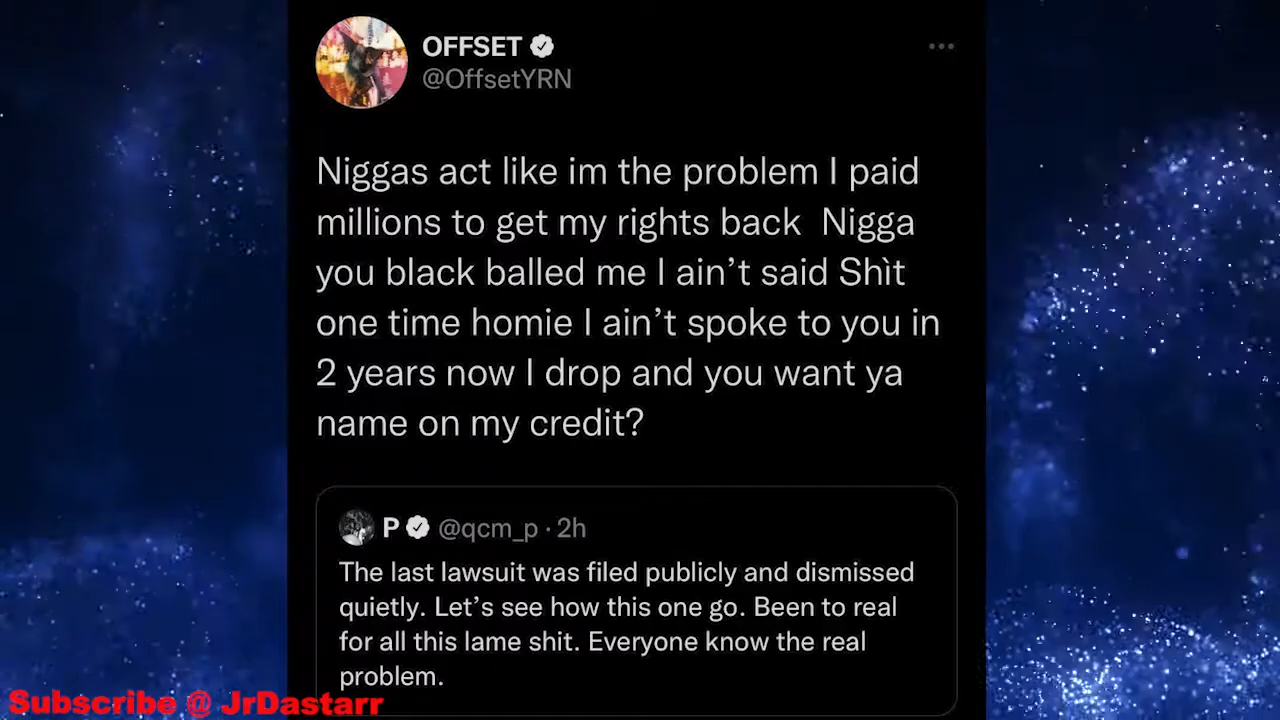 OFFSET
@OffsetYRN
Niggas act like im the problem I paid
millions to get my rights back  Nigga
you black balled me I ain’t said Shìt
one time homie I ain’t spoke to you in
2 years now I drop and you want ya
name on my credit?
P @qcm_p · 2h
The last lawsuit was filed publicly and dismissed
quietly. Let’s see how this one go. Been to real
for all this lame shit. Everyone know the real
problem.
Subscribe @ JrDastarr